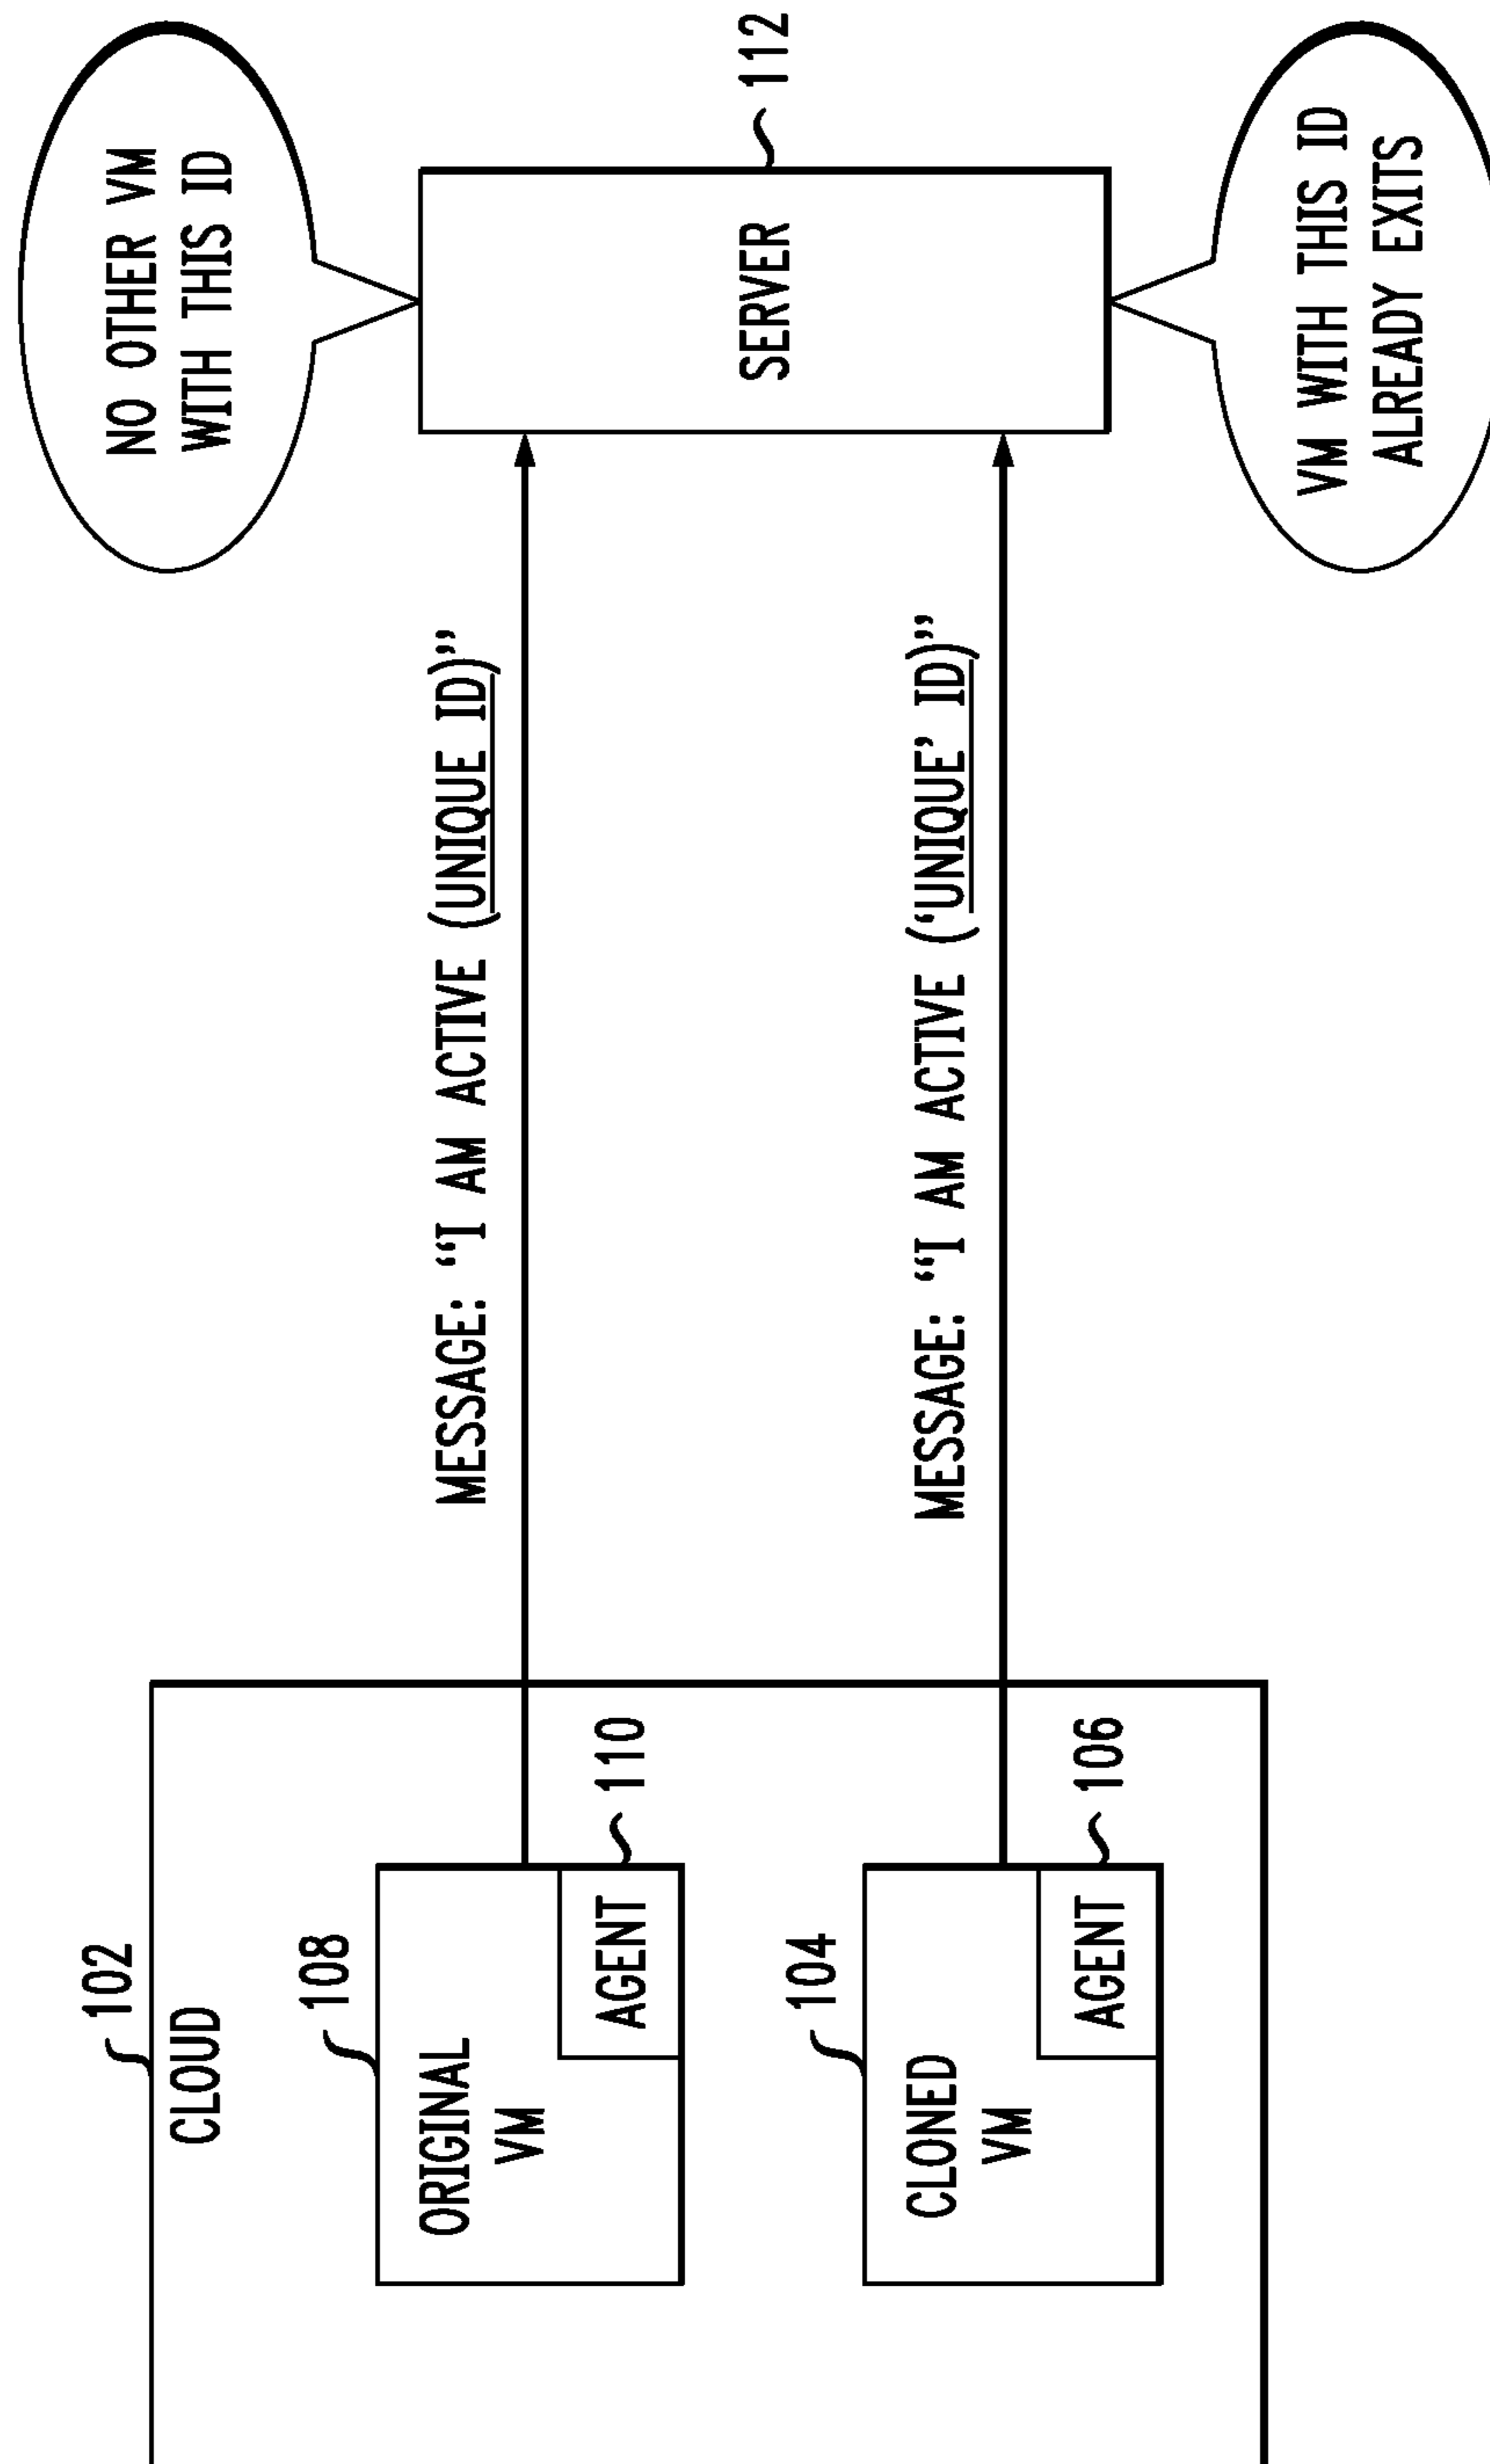 102
CLOUD
108
ORIGINAL
VM
AGENT
110
MESSAGE: “I AM ACTIVE (UNIQUE ID)”
NO OTHER VM
WITH THIS ID
SERVER
112
104
CLONED
VM
AGENT
106
MESSAGE: “I AM ACTIVE (‘UNIQUE’ ID)”
VM WITH THIS ID
ALREADY EXITS